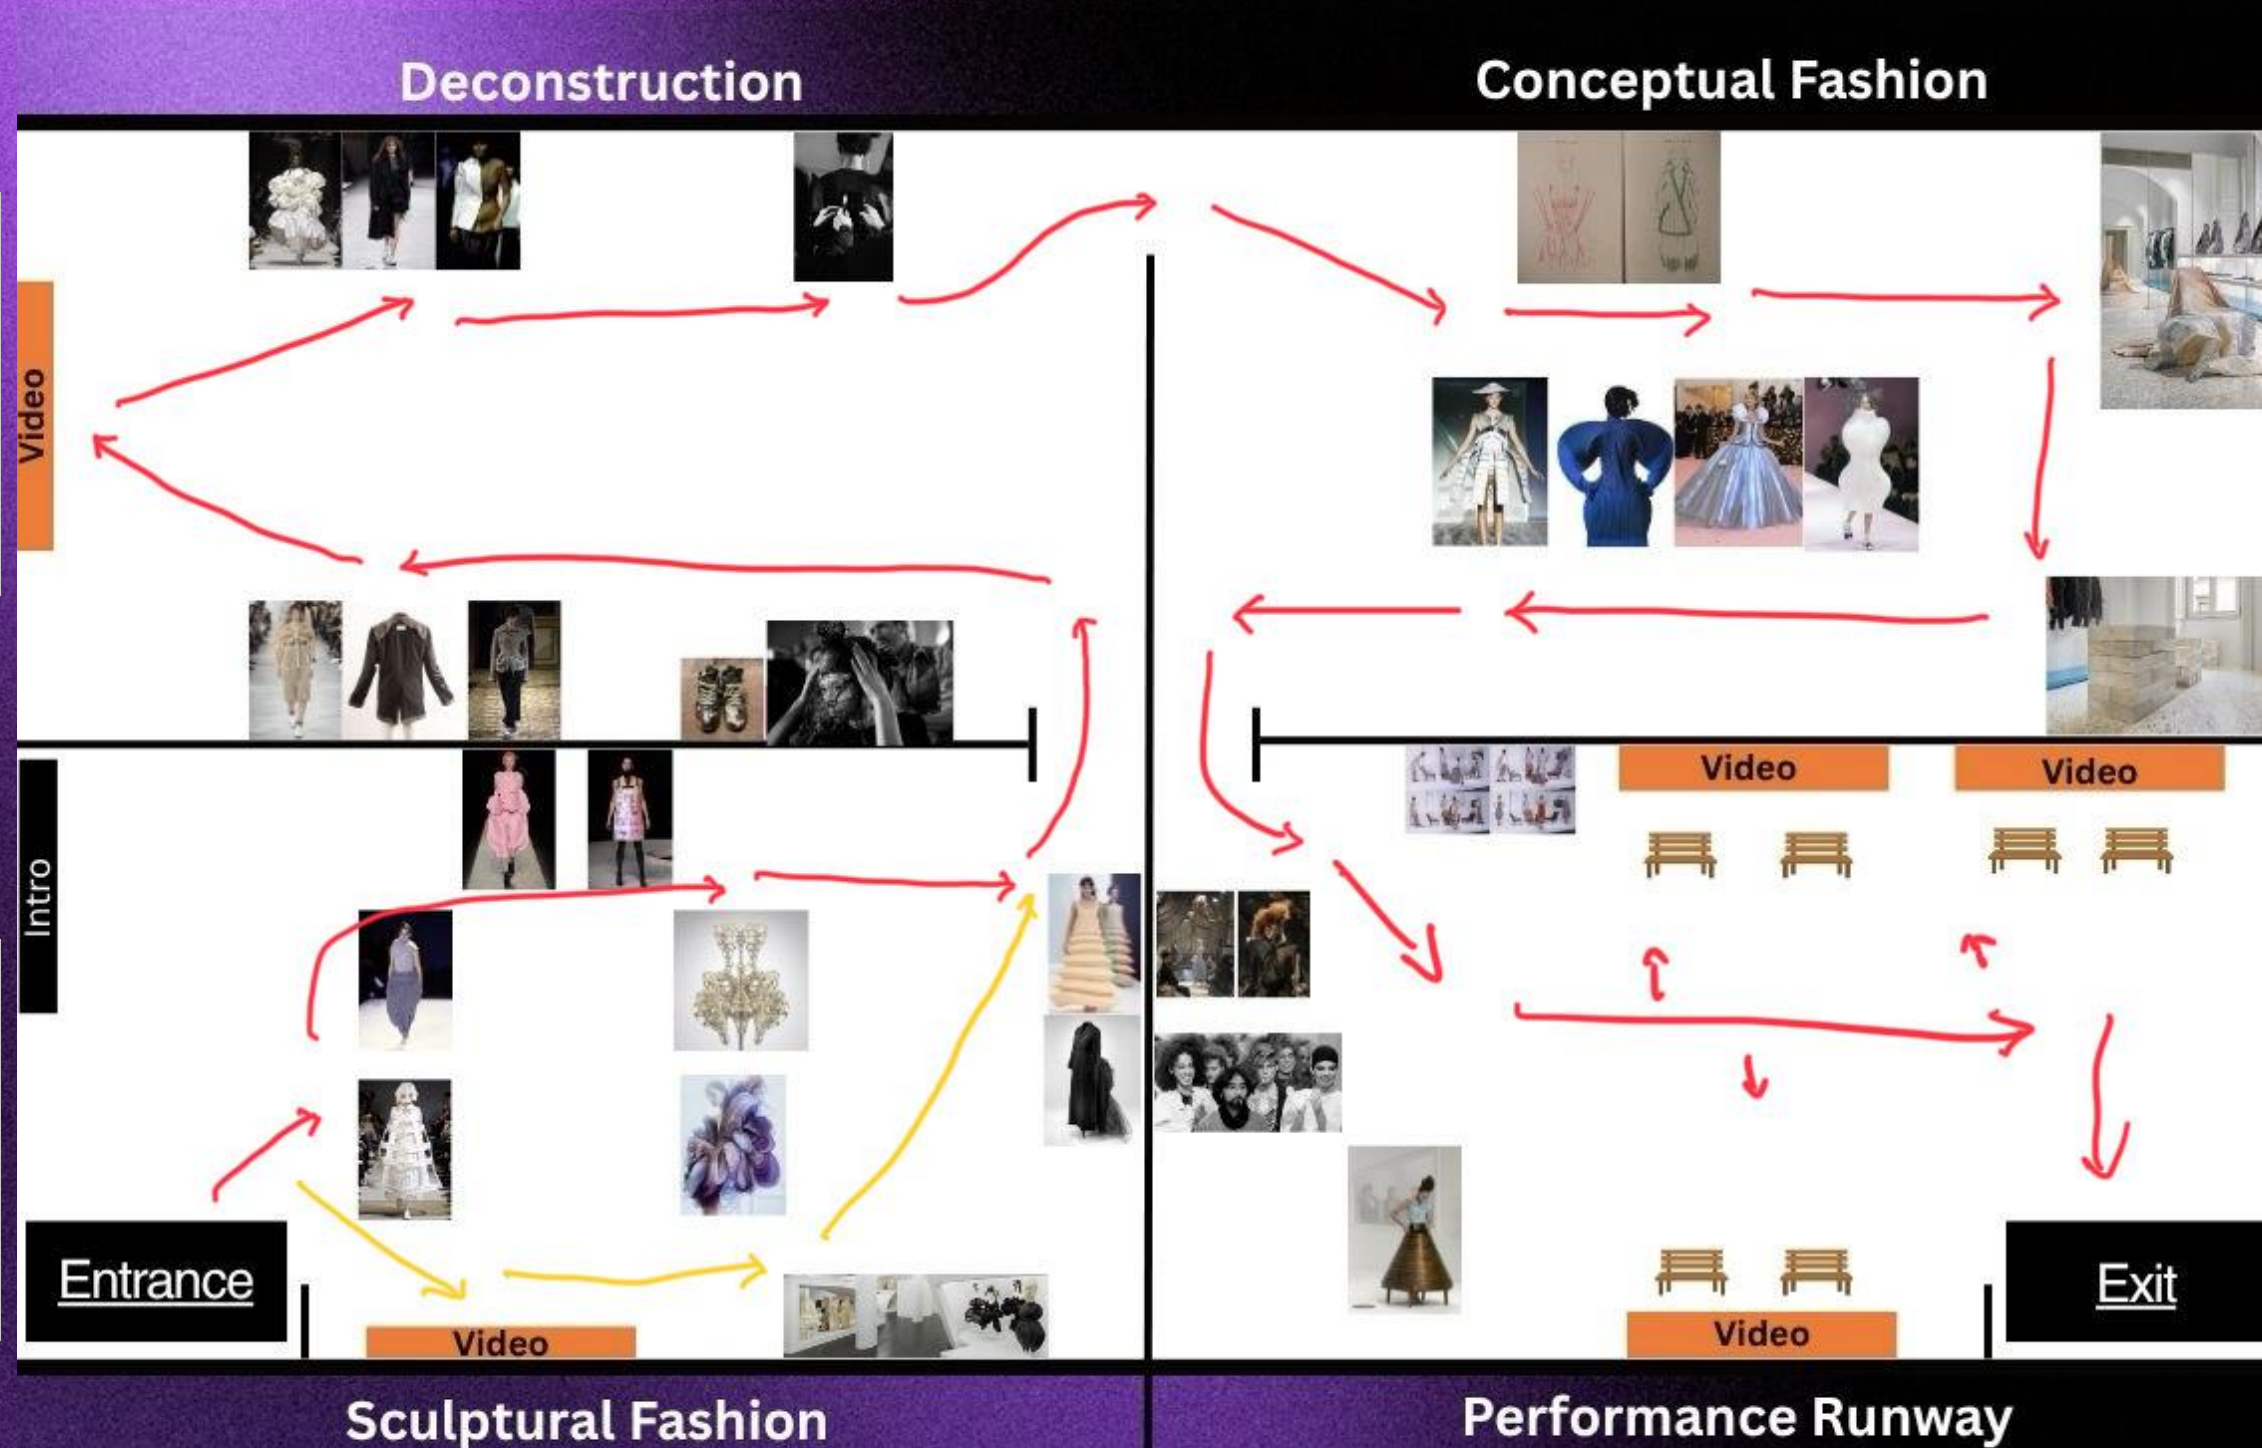 Deconstruction
Conceptual Fashion
Video
Video
Video
Intro
Entrance
Exit
Video
Video
Sculptural Fashion
Performance Runway